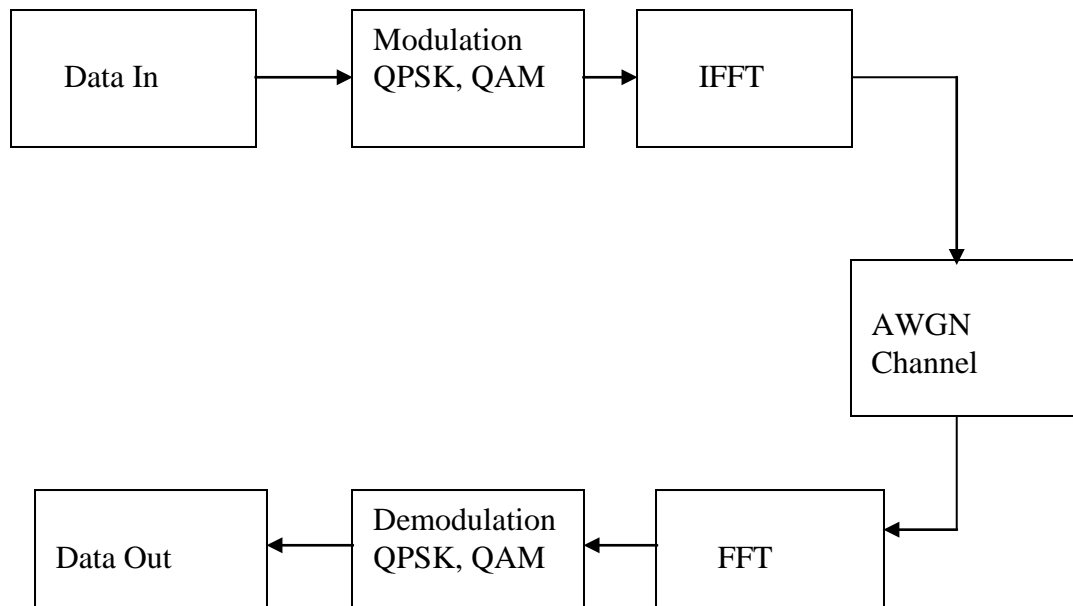 Data In
Modulation
QPSK, QAM
IFFT
AWGN
Channel
FFT
Demodulation
QPSK, QAM
Data Out